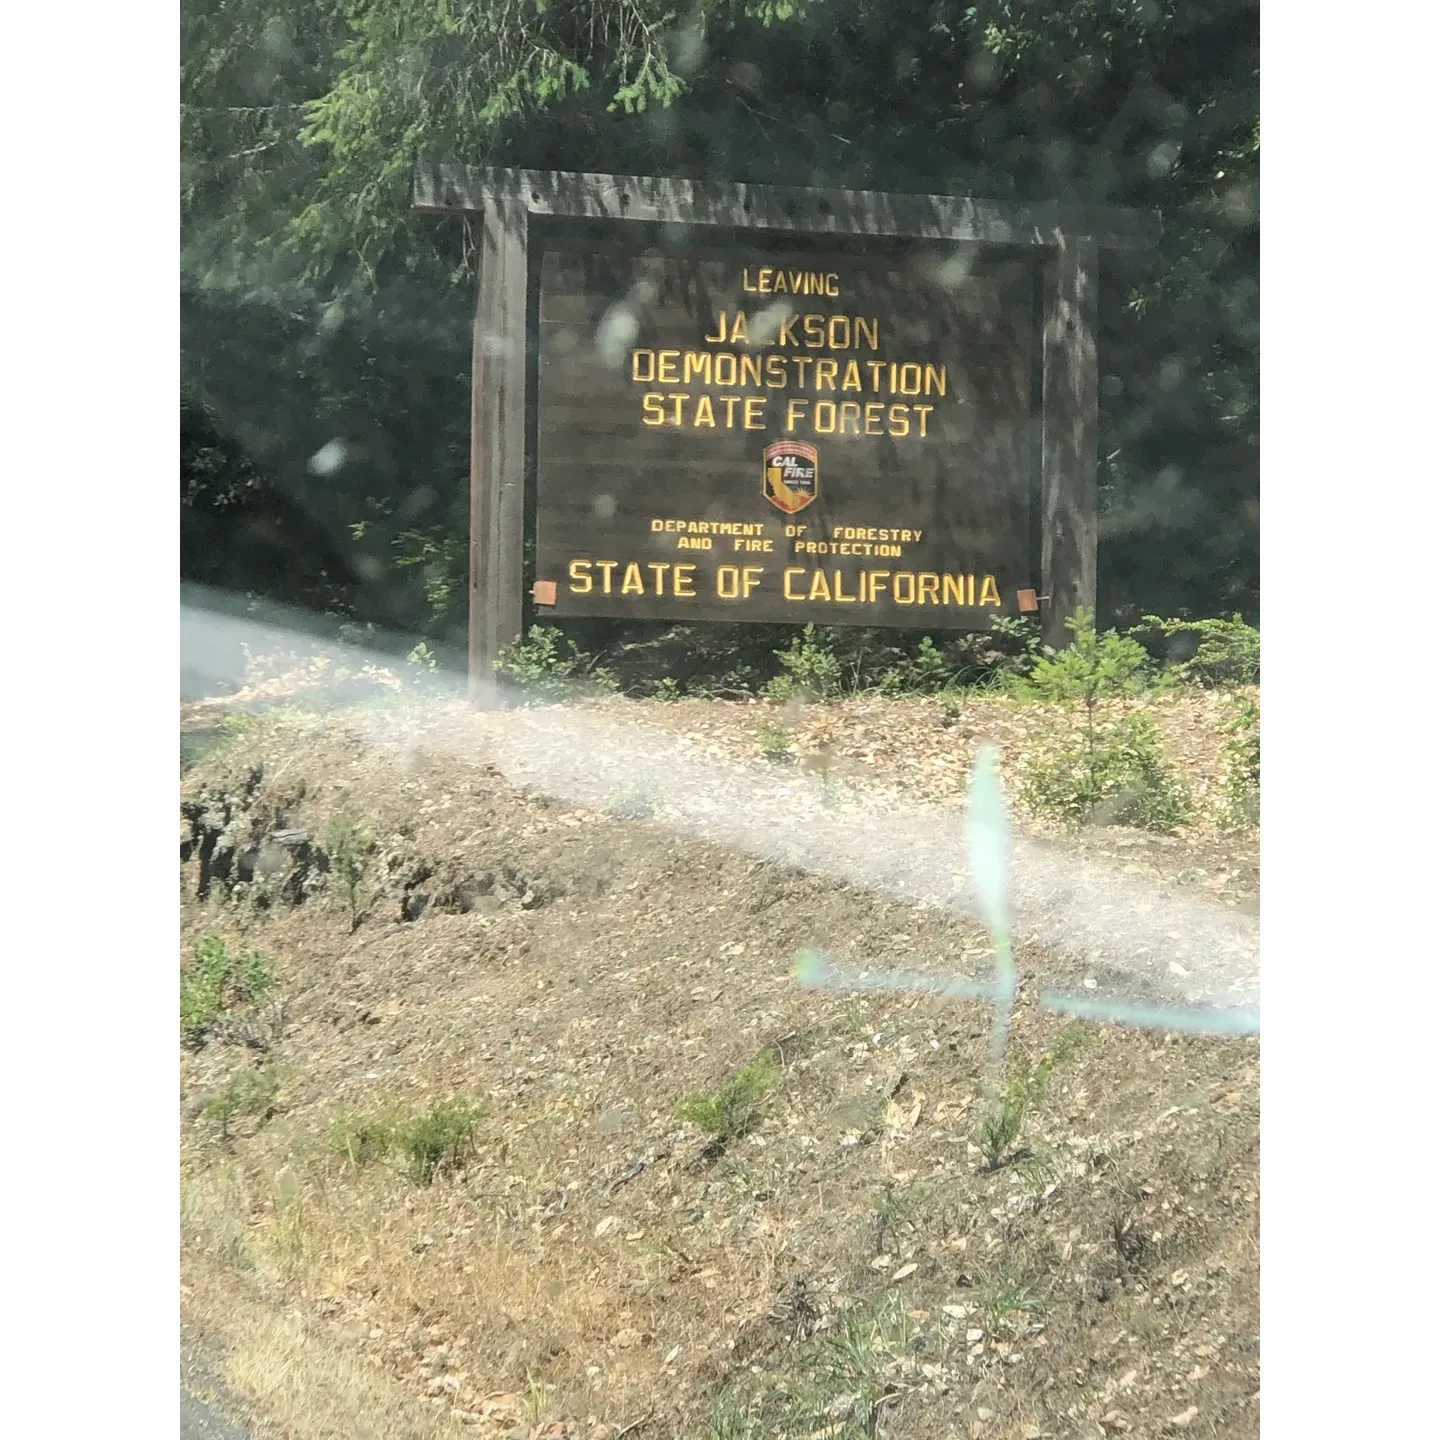 LEAVING
JACKSON
DEMONSTRATION
STATE FOREST
CAL
FIRE
DEPARTMENT OF FORESTRY
AND FIRE PROTECTION
STATE OF CALIFORNIA